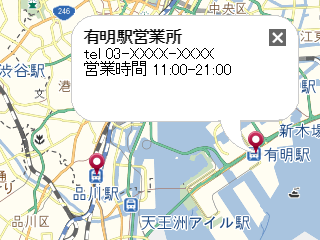 中央区
有明駅営業所
tel 03-XXXX-XXXX
営業時間 11:00-21:00
渋谷駅
港
江東
新木場
有明駅
品川駅
天王洲アイル駅
品川区